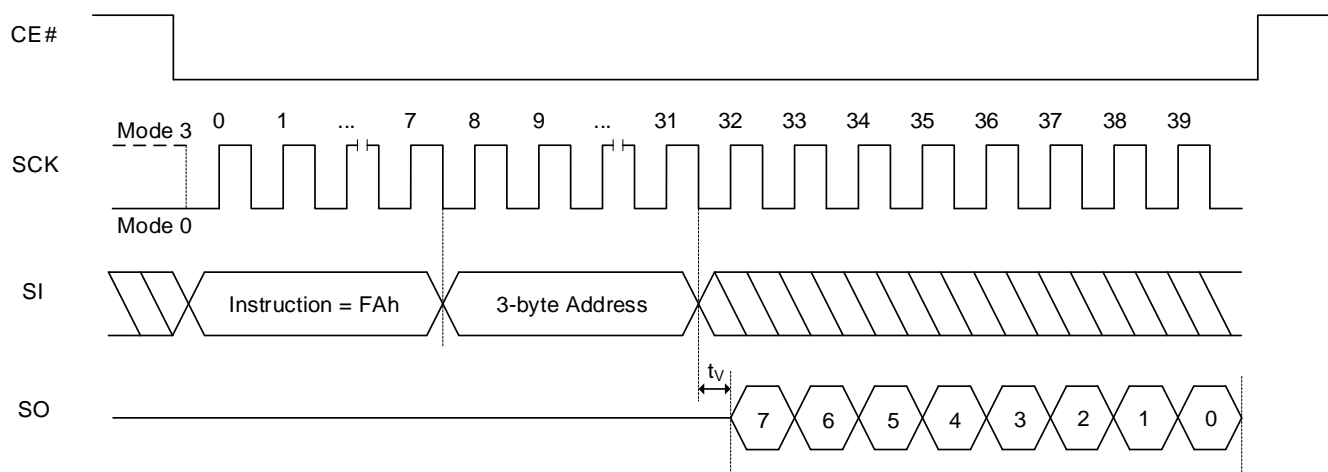 CE#
0 1 ... 7 8 9 ... 31 32 33 34 35 36 37 38 39
Mode 3
SCK
Mode 0
SI
Instruction = FAh 3-byte Address
tV
SO
7 6 5 4 3 2 1 0